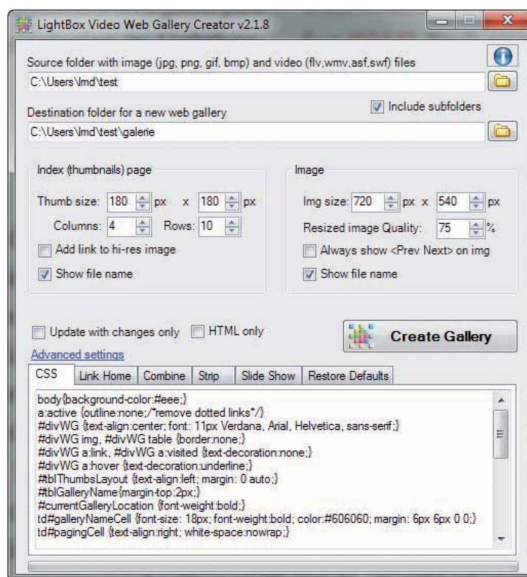 LightBox Video Web Gallery Creator v2.1.8
Source folder with image (jpg, png, gif, bmp) and video (flv,wmv,asf,swf) files
C:\Users\lmd\test
Destination folder for a new web gallery
Include subfolders
C:\Users\lmd\test\galerie
Index (thumbnails) page
Image
Thumb size: 180 px x 180 px
Img size: 720 px x 540 px
Columns: 4 Rows: 10
Resized image Quality: 75 %
Add link to hi-res image
Always show <Prev Next> on img
Show file name
Show file name
Update with changes only
HTML only
Create Gallery
Advanced settings
CSS Link Home Combine Strip Slide Show Restore Defaults
body{background-color:#eee;}
a:active {outline:none;/*remove dotted links*/}
#divWG {text-align:center; font: 11px Verdana, Arial, Helvetica, sans-serif;}
#divWG img, #divWG table {border:none;}
#divWG a:link, #divWG a:visited {text-decoration:none;}
#divWG a:hover {text-decoration:underline;}
#tblThumbsLayout {text-align:left; margin: 0 auto;}
#tblGalleryName{margin-top:2px;}
#currentGalleryLocation {font-weight:bold;}
td#galleryNameCell {font-size: 18px; font-weight:bold; color:#606060; margin: 6px 6px 0 0;}
td#pagingCell {text-align:right; white-space:nowrap;}